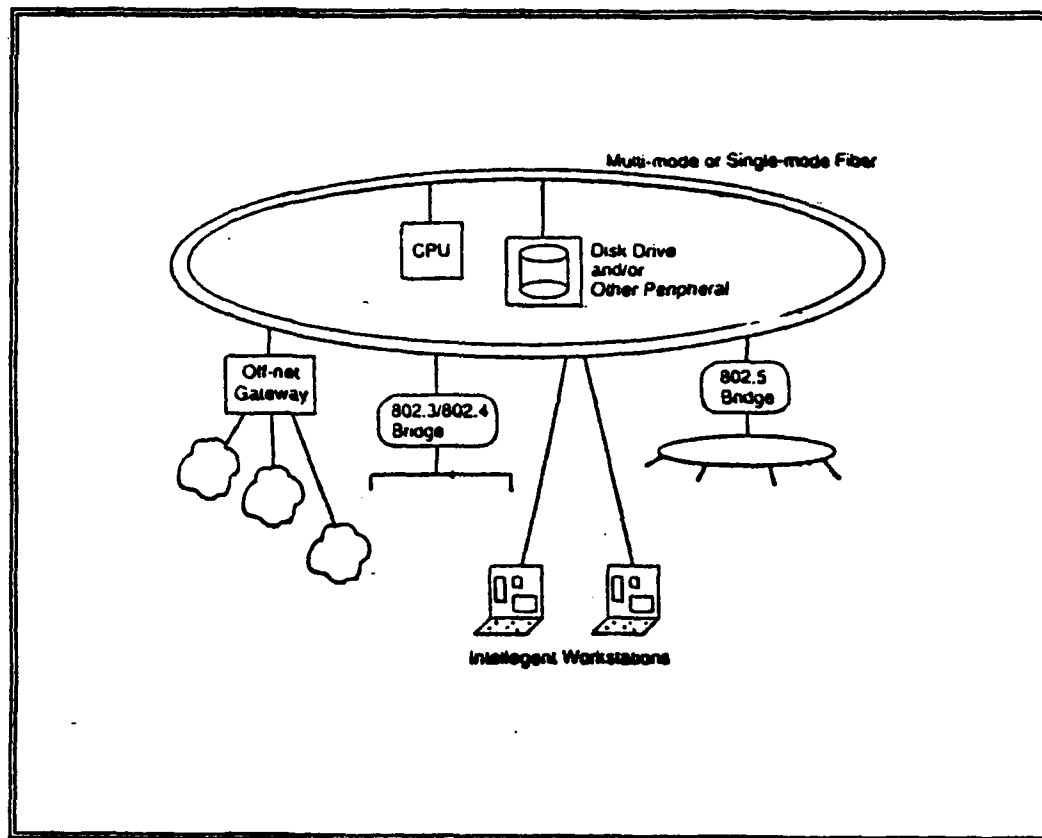 Multi-mode or Single-mode Fiber
CPU
Disk Drive
and/or
Other Peripheral
Off-net
Gateway
802.3/802.4
Bridge
802.5
Bridge
Intellegent Workstations